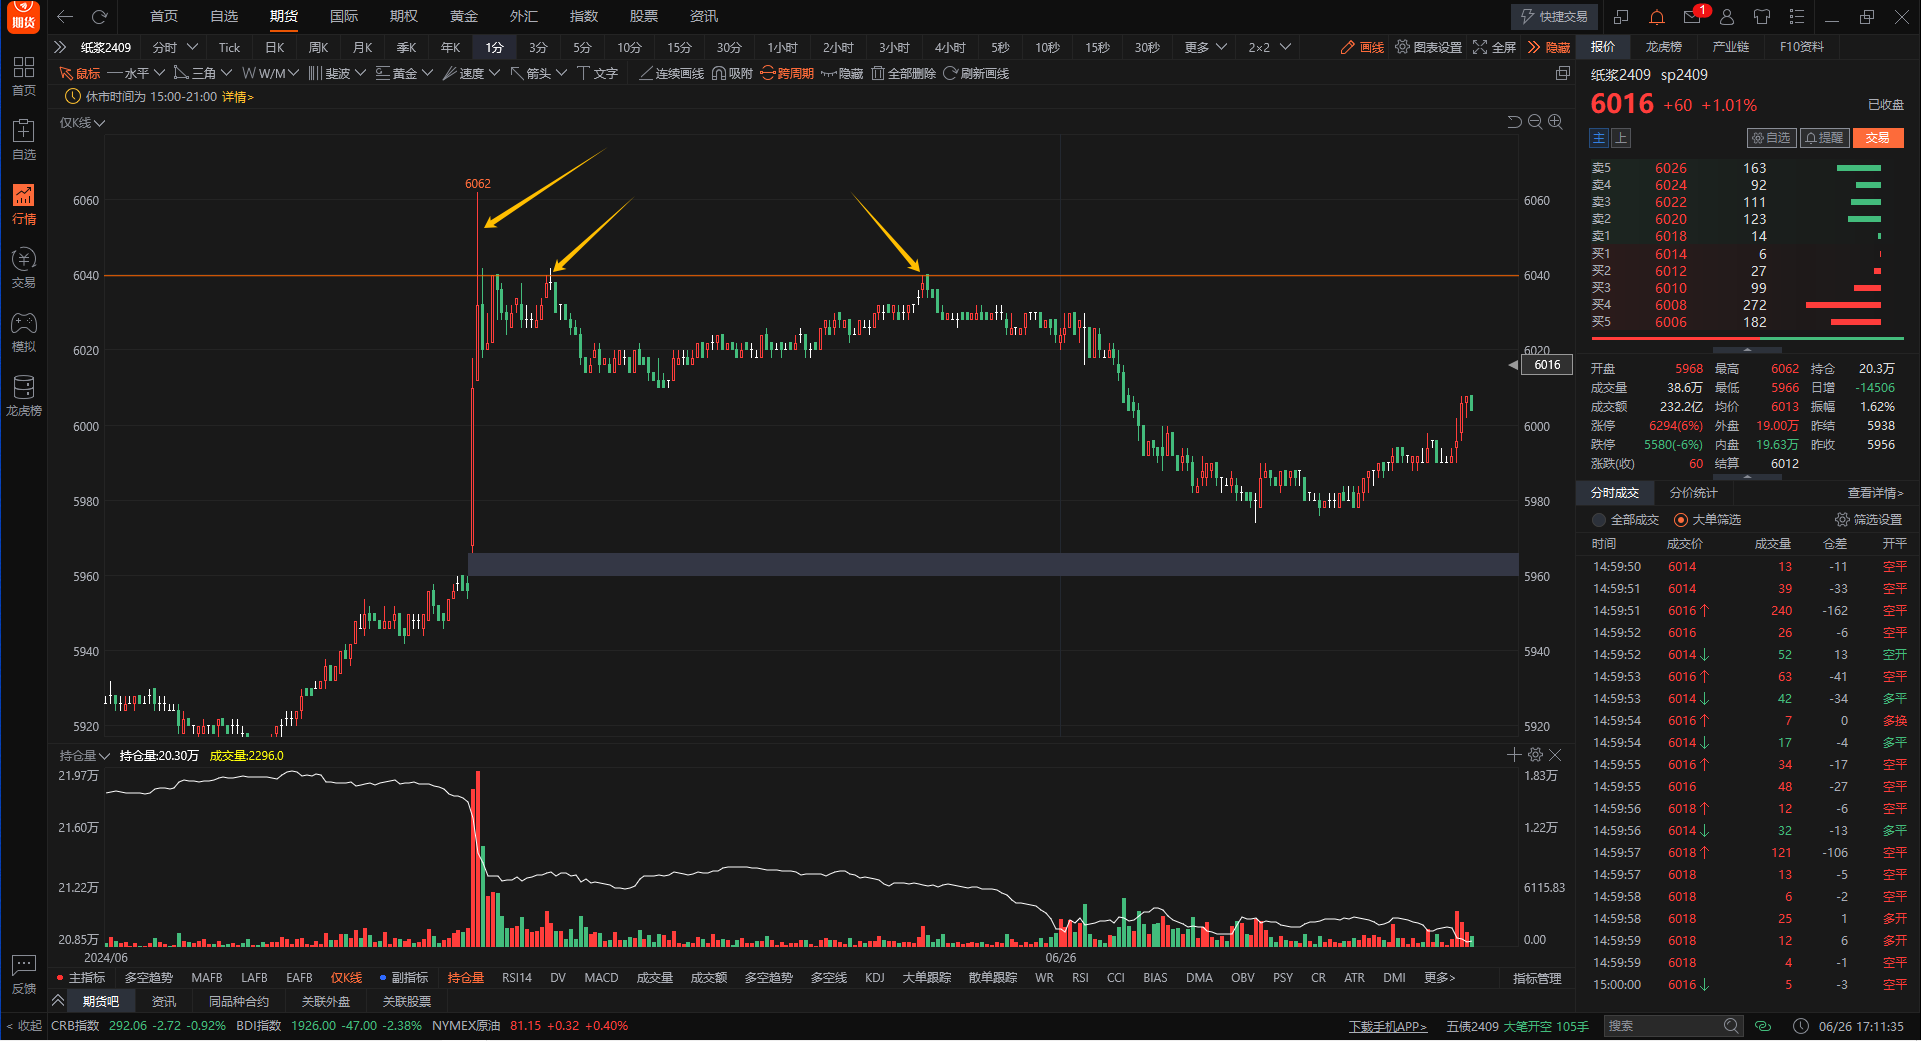 期货
首页 自选 期货 国际 期权 黄金 外汇 指数 股票 资讯
快捷交易
1
纸浆2409 分时 Tick 日K 周K 月K 季K 年K 1分 3分 5分 10分 15分 30分 1小时 2小时 3小时 4小时 5秒 10秒 15秒 30秒 更多 2×2 画线 图表设置 全屏 隐藏
鼠标 水平 三角 W/M 斐波 黄金 速度 箭头 文字 连续画线 吸附 跨周期 隐藏 全部删除 刷新画线
休市时间为 15:00-21:00 详情>
仅K线
首页
自选
行情
交易
模拟
龙虎榜
反馈
< 收起
6062
6060 6060
6040 6040
6020 6020
6016
6000 6000
5980 5980
5960 5960
5940 5940
5920 5920
持仓量 持仓量:20.30万 成交量:2296.0
21.97万 1.83万
21.60万 1.22万
21.22万 6115.83
20.85万 0.00
2024/06 06/26
主指标 多空趋势 MAFB LAFB EAFB 仅K线 副指标 持仓量 RSI14 DV MACD 成交量 成交额 多空趋势 多空线 KDJ 大单跟踪 散单跟踪 WR RSI CCI BIAS DMA OBV PSY CR ATR DMI 更多> 指标管理
期货吧 资讯 同品种合约 关联外盘 关联股票
CRB指数 292.06 -2.72 -0.92% BDI指数 1926.00 -47.00 -2.38% NYMEX原油 81.15 +0.32 +0.40%
下载手机APP> 五债2409 大笔开空 105手 搜索 06/26 17:11:35
报价 龙虎榜 产业链 F10资料
纸浆2409 sp2409
6016 +60 +1.01% 已收盘
主 上 自选 提醒 交易
卖5 6026 163
卖4 6024 92
卖3 6022 111
卖2 6020 123
卖1 6018 14
买1 6014 6
买2 6012 27
买3 6010 99
买4 6008 272
买5 6006 182
开盘 5968 最高 6062 持仓 20.3万
成交量 38.6万 最低 5966 日增 -14506
成交额 232.2亿 均价 6013 振幅 1.62%
涨停 6294(6%) 外盘 19.00万 昨结 5938
跌停 5580(-6%) 内盘 19.63万 昨收 5956
涨跌(收) 60 结算 6012
分时成交 分价统计 查看详情>
全部成交 大单筛选 筛选设置
时间 成交价 成交量 仓差 开平
14:59:50 6014 13 -11 空平
14:59:51 6014 39 -33 空平
14:59:51 6016↑ 240 -162 空平
14:59:52 6016 26 -6 空平
14:59:52 6014↓ 52 13 空开
14:59:53 6016↑ 63 -41 空平
14:59:53 6014↓ 42 -34 多平
14:59:54 6016↑ 7 0 多换
14:59:54 6014↓ 17 -4 多平
14:59:55 6016↑ 34 -17 空平
14:59:55 6016 48 -27 空平
14:59:56 6018↑ 12 -6 空平
14:59:56 6014↓ 32 -13 多平
14:59:57 6018↑ 121 -106 空平
14:59:57 6018 13 -5 空平
14:59:58 6018 6 -2 空平
14:59:58 6018 25 1 多开
14:59:59 6018 12 6 多开
14:59:59 6018 4 -1 空平
15:00:00 6016↓ 5 -3 空平